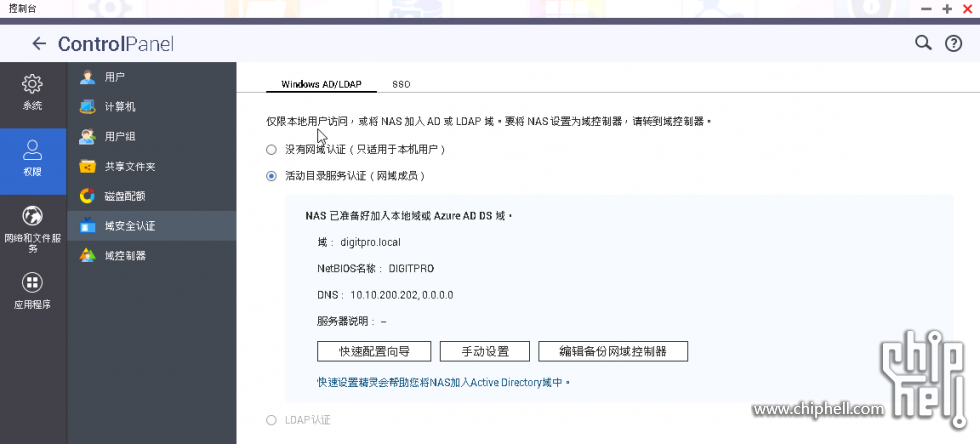 控制台
ControlPanel
系统
权限
网络和文件服务
应用程序
用户
计算机
用户组
共享文件夹
磁盘配额
域安全认证
域控制器
Windows AD/LDAP SSO
仅限本地用户访问，或将 NAS 加入 AD 或 LDAP 域。要将 NAS 设置为域控制器，请转到域控制器。
没有网域认证（只适用于本机用户）
活动目录服务认证（网域成员）
NAS 已准备好加入本地域或 Azure AD DS 域。
域： digitpro.local
NetBIOS名称： DIGITPRO
DNS： 10.10.200.202, 0.0.0.0
服务器说明： –
快速配置向导 手动设置 编辑备份网域控制器
快速设置精灵会帮助您将NAS加入Active Directory域中。
LDAP认证
chip
hell
www.chiphell.com